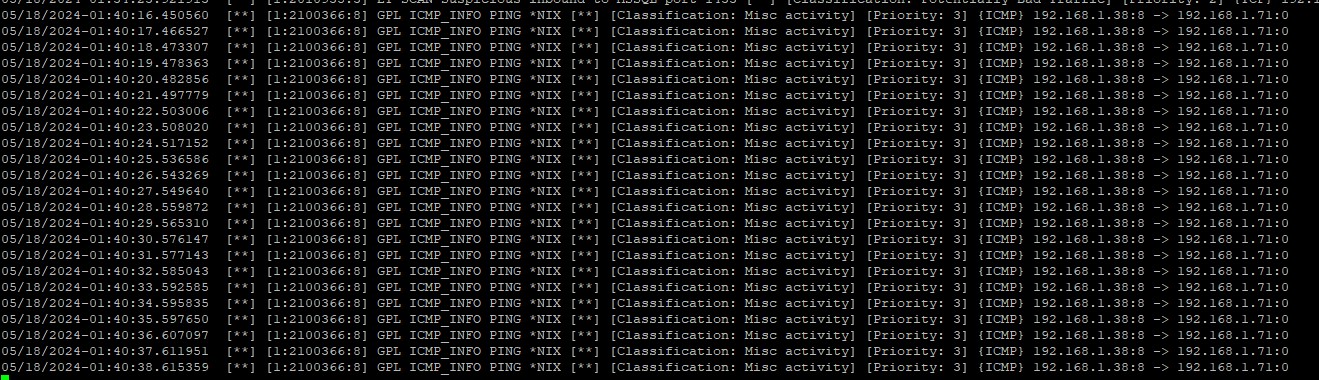 05/18/2024-01:40:16.450560  [**] [1:2100366:8] GPL ICMP_INFO PING *NIX [**] [Classification: Misc activity] [Priority: 3] {ICMP} 192.168.1.38:8 -> 192.168.1.71:0
05/18/2024-01:40:17.466527  [**] [1:2100366:8] GPL ICMP_INFO PING *NIX [**] [Classification: Misc activity] [Priority: 3] {ICMP} 192.168.1.38:8 -> 192.168.1.71:0
05/18/2024-01:40:18.473307  [**] [1:2100366:8] GPL ICMP_INFO PING *NIX [**] [Classification: Misc activity] [Priority: 3] {ICMP} 192.168.1.38:8 -> 192.168.1.71:0
05/18/2024-01:40:19.478363  [**] [1:2100366:8] GPL ICMP_INFO PING *NIX [**] [Classification: Misc activity] [Priority: 3] {ICMP} 192.168.1.38:8 -> 192.168.1.71:0
05/18/2024-01:40:20.482856  [**] [1:2100366:8] GPL ICMP_INFO PING *NIX [**] [Classification: Misc activity] [Priority: 3] {ICMP} 192.168.1.38:8 -> 192.168.1.71:0
05/18/2024-01:40:21.497779  [**] [1:2100366:8] GPL ICMP_INFO PING *NIX [**] [Classification: Misc activity] [Priority: 3] {ICMP} 192.168.1.38:8 -> 192.168.1.71:0
05/18/2024-01:40:22.503006  [**] [1:2100366:8] GPL ICMP_INFO PING *NIX [**] [Classification: Misc activity] [Priority: 3] {ICMP} 192.168.1.38:8 -> 192.168.1.71:0
05/18/2024-01:40:23.508020  [**] [1:2100366:8] GPL ICMP_INFO PING *NIX [**] [Classification: Misc activity] [Priority: 3] {ICMP} 192.168.1.38:8 -> 192.168.1.71:0
05/18/2024-01:40:24.517152  [**] [1:2100366:8] GPL ICMP_INFO PING *NIX [**] [Classification: Misc activity] [Priority: 3] {ICMP} 192.168.1.38:8 -> 192.168.1.71:0
05/18/2024-01:40:25.536586  [**] [1:2100366:8] GPL ICMP_INFO PING *NIX [**] [Classification: Misc activity] [Priority: 3] {ICMP} 192.168.1.38:8 -> 192.168.1.71:0
05/18/2024-01:40:26.543269  [**] [1:2100366:8] GPL ICMP_INFO PING *NIX [**] [Classification: Misc activity] [Priority: 3] {ICMP} 192.168.1.38:8 -> 192.168.1.71:0
05/18/2024-01:40:27.549640  [**] [1:2100366:8] GPL ICMP_INFO PING *NIX [**] [Classification: Misc activity] [Priority: 3] {ICMP} 192.168.1.38:8 -> 192.168.1.71:0
05/18/2024-01:40:28.559872  [**] [1:2100366:8] GPL ICMP_INFO PING *NIX [**] [Classification: Misc activity] [Priority: 3] {ICMP} 192.168.1.38:8 -> 192.168.1.71:0
05/18/2024-01:40:29.565310  [**] [1:2100366:8] GPL ICMP_INFO PING *NIX [**] [Classification: Misc activity] [Priority: 3] {ICMP} 192.168.1.38:8 -> 192.168.1.71:0
05/18/2024-01:40:30.576147  [**] [1:2100366:8] GPL ICMP_INFO PING *NIX [**] [Classification: Misc activity] [Priority: 3] {ICMP} 192.168.1.38:8 -> 192.168.1.71:0
05/18/2024-01:40:31.577143  [**] [1:2100366:8] GPL ICMP_INFO PING *NIX [**] [Classification: Misc activity] [Priority: 3] {ICMP} 192.168.1.38:8 -> 192.168.1.71:0
05/18/2024-01:40:32.585043  [**] [1:2100366:8] GPL ICMP_INFO PING *NIX [**] [Classification: Misc activity] [Priority: 3] {ICMP} 192.168.1.38:8 -> 192.168.1.71:0
05/18/2024-01:40:33.592585  [**] [1:2100366:8] GPL ICMP_INFO PING *NIX [**] [Classification: Misc activity] [Priority: 3] {ICMP} 192.168.1.38:8 -> 192.168.1.71:0
05/18/2024-01:40:34.595835  [**] [1:2100366:8] GPL ICMP_INFO PING *NIX [**] [Classification: Misc activity] [Priority: 3] {ICMP} 192.168.1.38:8 -> 192.168.1.71:0
05/18/2024-01:40:35.597650  [**] [1:2100366:8] GPL ICMP_INFO PING *NIX [**] [Classification: Misc activity] [Priority: 3] {ICMP} 192.168.1.38:8 -> 192.168.1.71:0
05/18/2024-01:40:36.607097  [**] [1:2100366:8] GPL ICMP_INFO PING *NIX [**] [Classification: Misc activity] [Priority: 3] {ICMP} 192.168.1.38:8 -> 192.168.1.71:0
05/18/2024-01:40:37.611951  [**] [1:2100366:8] GPL ICMP_INFO PING *NIX [**] [Classification: Misc activity] [Priority: 3] {ICMP} 192.168.1.38:8 -> 192.168.1.71:0
05/18/2024-01:40:38.615359  [**] [1:2100366:8] GPL ICMP_INFO PING *NIX [**] [Classification: Misc activity] [Priority: 3] {ICMP} 192.168.1.38:8 -> 192.168.1.71:0